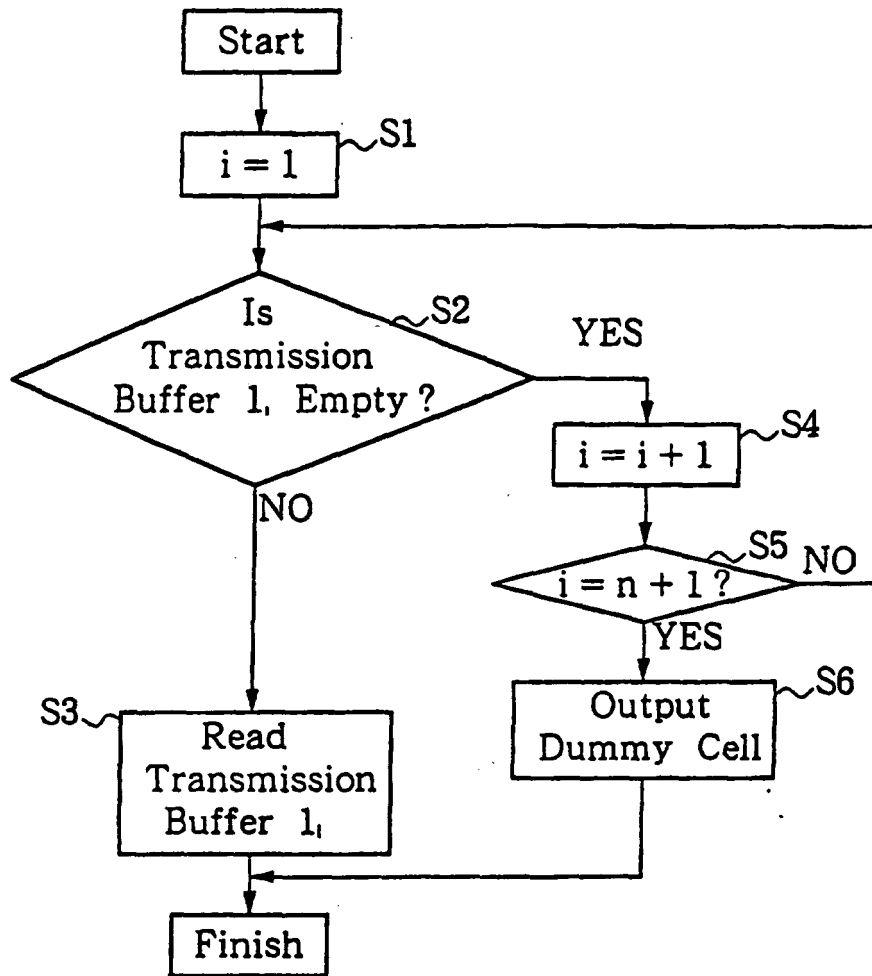 Start
S1
i = 1
S2
Is
Transmission
Buffer 1ᵢ Empty?
YES
NO
S4
i = i + 1
S5
i = n + 1?
NO
YES
S3
Read
Transmission
Buffer 1ᵢ
S6
Output
Dummy Cell
Finish